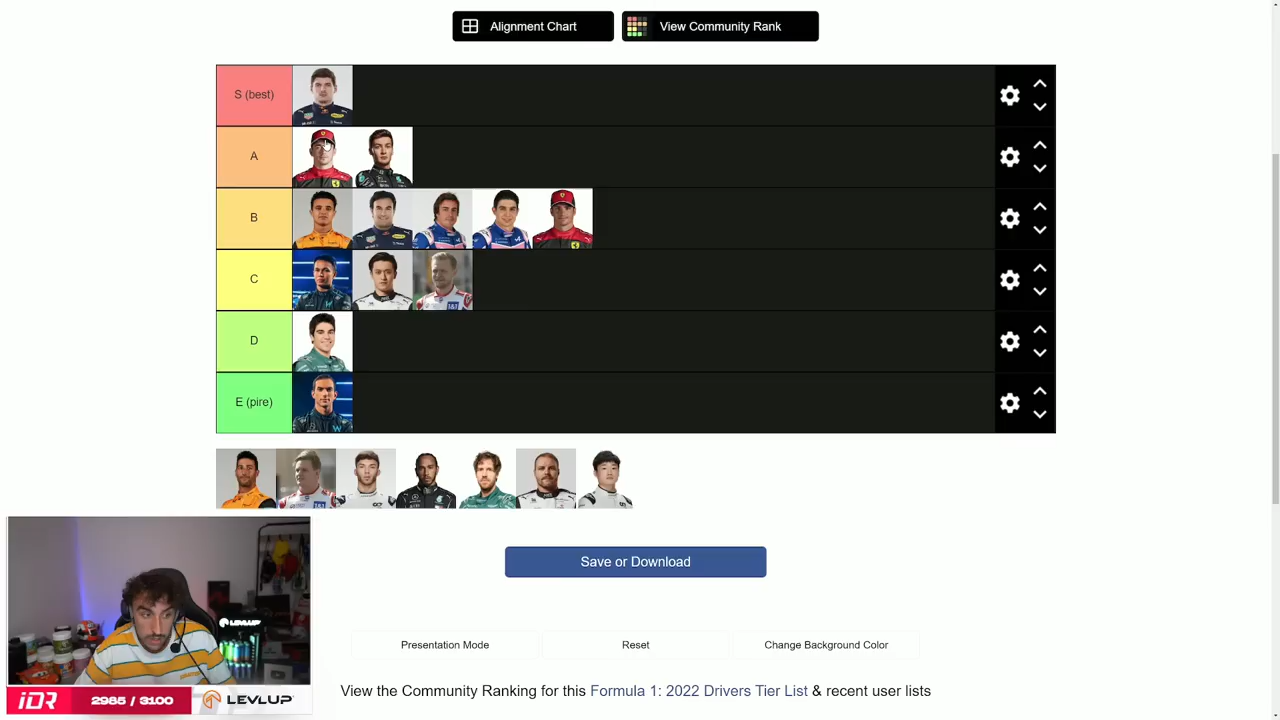 Alignment Chart
View Community Rank
S (best)
A
B
C
D
E (pire)
Save or Download
LEVLUP
Presentation Mode
Reset
Change Background Color
iDR
2985 / 3100
LEVLUP
View the Community Ranking for this Formula 1: 2022 Drivers Tier List & recent user lists